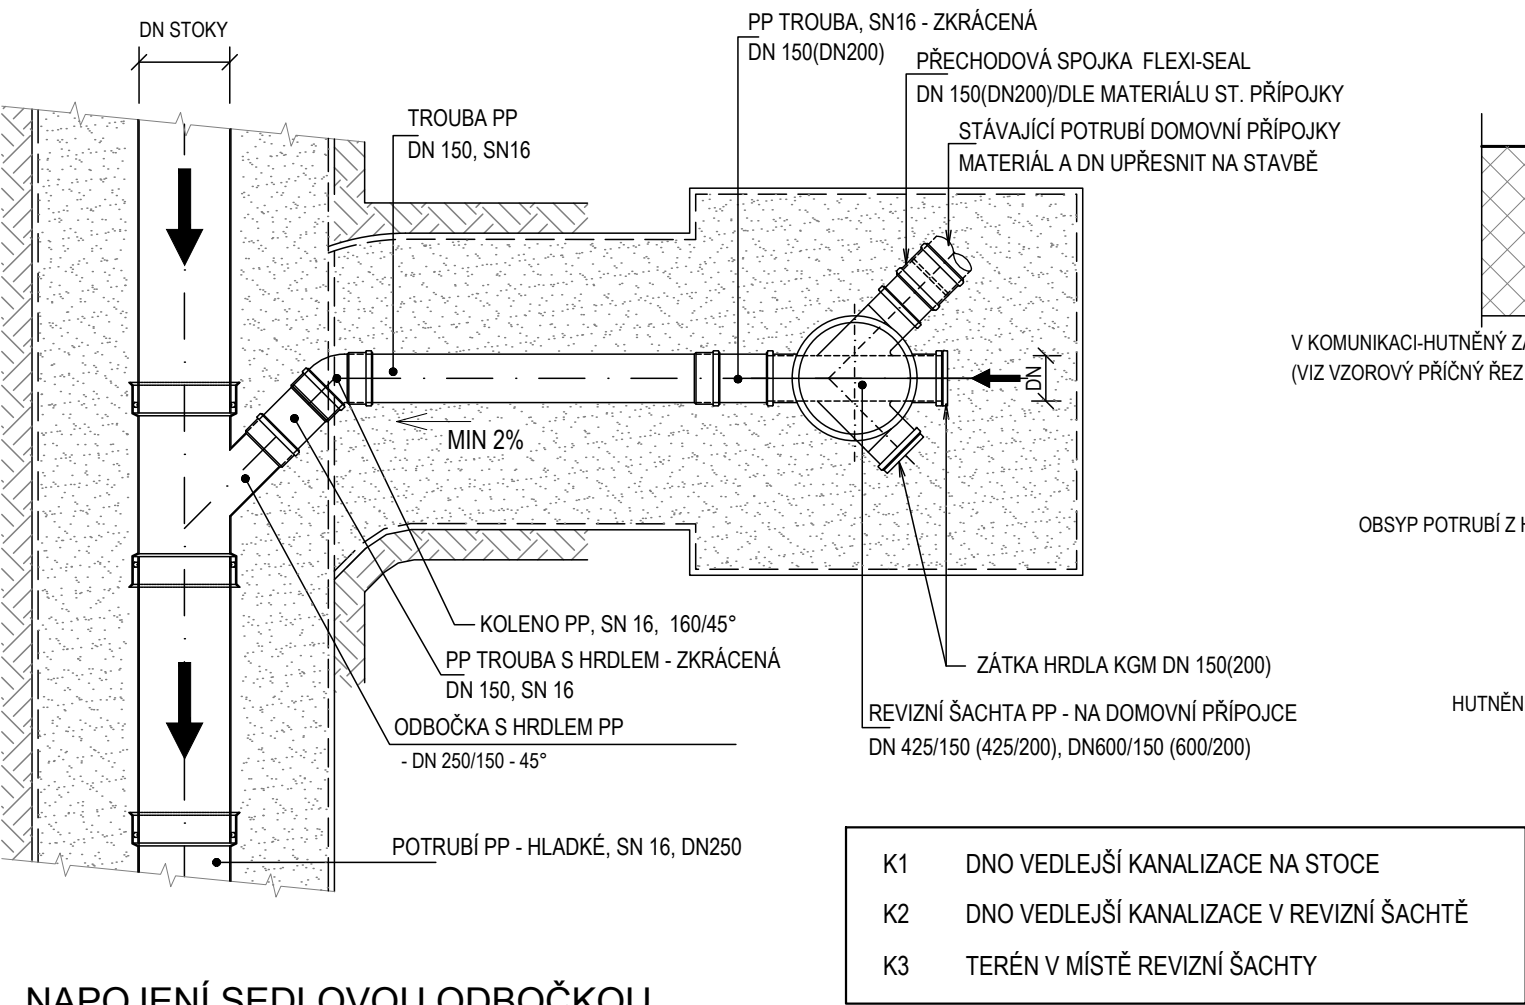 DN STOKY
PP TROUBA, SN16 - ZKRÁCENÁ
DN 150(DN200)
PŘECHODOVÁ SPOJKA FLEXI-SEAL
DN 150(DN200)/DLE MATERIÁLU ST. PŘÍPOJKY
TROUBA PP
DN 150, SN16
STÁVAJÍCÍ POTRUBÍ DOMOVNÍ PŘÍPOJKY
MATERIÁL A DN UPŘESNIT NA STAVBĚ
V KOMUNIKACI-HUTNĚNÝ
(VIZ VZOROVÝ PŘÍČNÝ ŘEZ
DN
MIN 2%
OBSYP POTRUBÍ Z
KOLENO PP, SN 16, 160/45°
PP TROUBA S HRDLEM - ZKRÁCENÁ
DN 150, SN 16
ZÁTKA HRDLA KGM DN 150(200)
ODBOČKA S HRDLEM PP
- DN 250/150 - 45°
REVIZNÍ ŠACHTA PP - NA DOMOVNÍ PŘÍPOJCE
DN 425/150 (425/200), DN600/150 (600/200)
HUTNĚN
POTRUBÍ PP - HLADKÉ, SN 16, DN250
K1 DNO VEDLEJŠÍ KANALIZACE NA STOCE
K2 DNO VEDLEJŠÍ KANALIZACE V REVIZNÍ ŠACHTĚ
K3 TERÉN V MÍSTĚ REVIZNÍ ŠACHTY
NAPOJENÍ SEDLOVOU ODBOČKOU